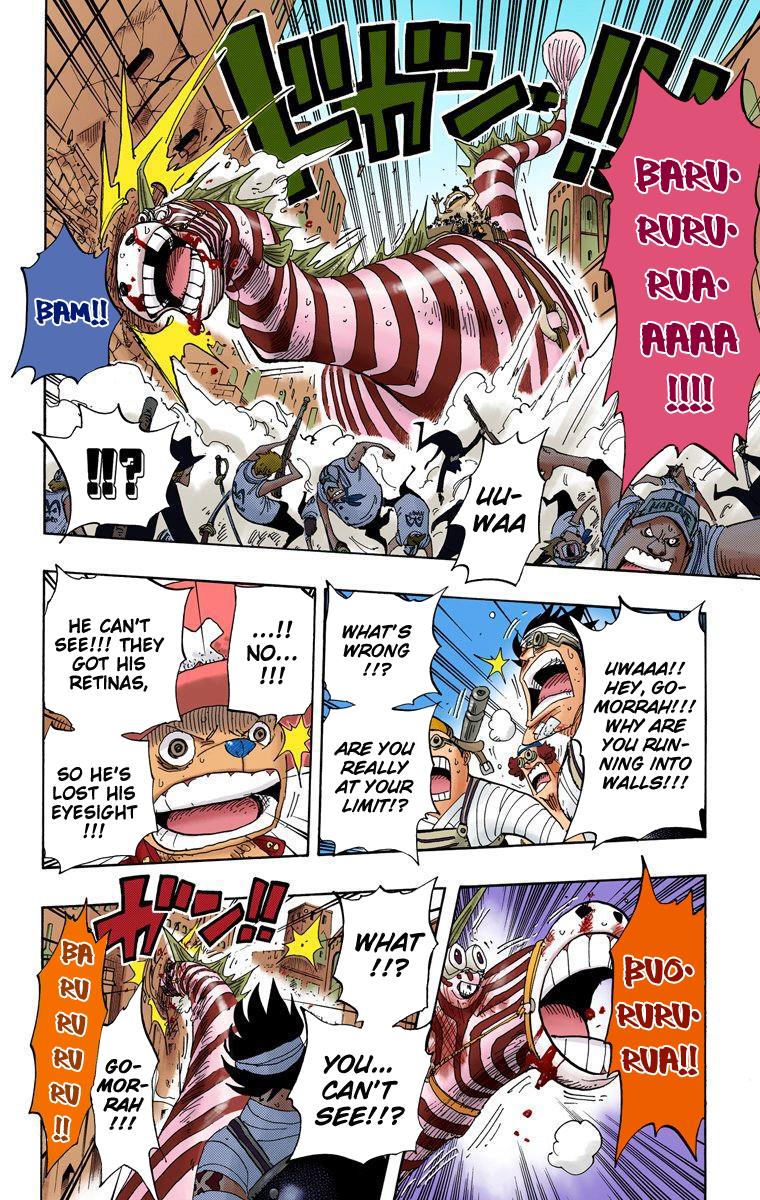 ドガン!!
BARU·
RURU·
RUA·
AAAA
!!!!
BAM!!
!!?
UU-
WAA
MARINE
UWAAA!!
HEY, GO-
MORRAH!!!
WHY ARE
YOU RUN-
NING INTO
WALLS!!!
WHAT'S
WRONG
!!?
ARE YOU
REALLY
AT YOUR
LIMIT!?
...!!
NO...
!!!
HE CAN'T
SEE!!! THEY
GOT HIS
RETINAS,
SO HE'S
LOST HIS
EYESIGHT
!!!
BUO·
RURU·
RUA!!
WHAT
!!?
YOU...
CAN'T
SEE!!?
ガン!!
GO-
MOR-
RAH
!!!
BA
RU
RU
RU
RU
!!